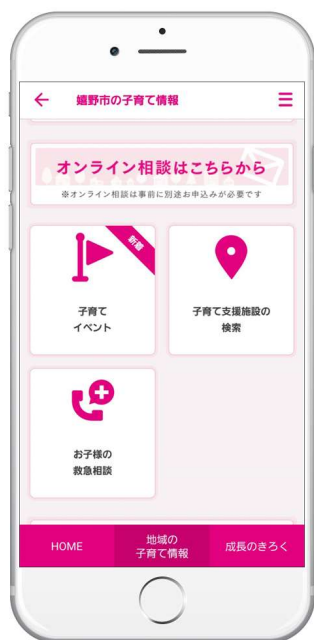 嬉野市の子育て情報
オンライン相談はこちらから
※オンライン相談は事前に別途お申込みが必要です
新着
子育て
イベント
子育て支援施設の
検索
お子様の
救急相談
HOME
地域の
子育て情報
成長のきろく